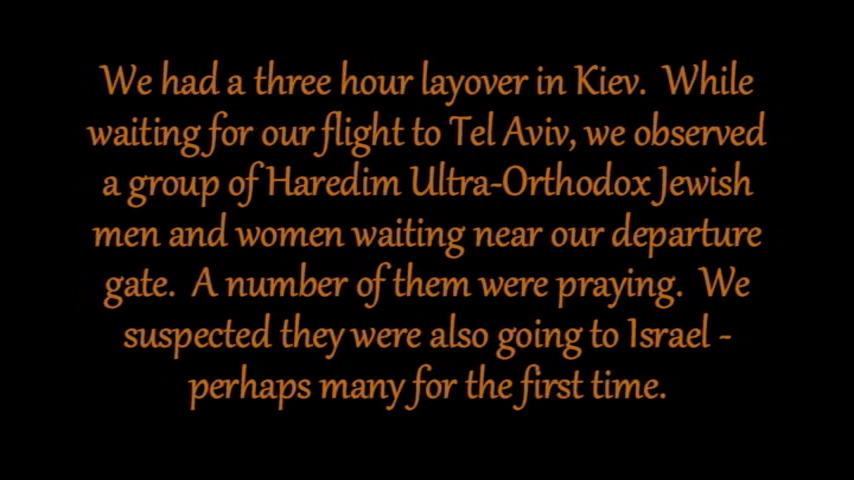 We had a three hour layover in Kiev.  While
waiting for our flight to Tel Aviv, we observed
a group of Haredim Ultra-Orthodox Jewish
men and women waiting near our departure
gate.  A number of them were praying.  We
suspected they were also going to Israel -
perhaps many for the first time.